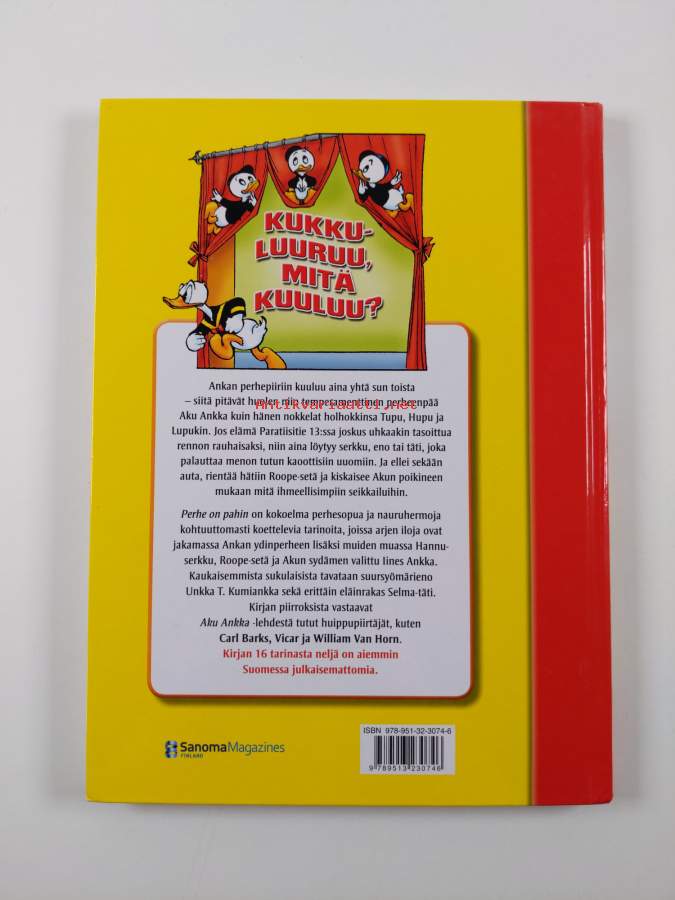 KUKKU-
LUURUU,
MITÄ
KUULUU?
Ankan perhepiiriin kuuluu aina yhtä sun toista
– siitä pitävät huolen niin temperamenttinen perheenpää
Antikvariaatti.net
Aku Ankka kuin hänen nokkelat holhokkinsa Tupu, Hupu ja
Lupukin. Jos elämä Paratiisitie 13:ssa joskus uhkaakin tasoittua
rennon rauhaisaksi, niin aina löytyy serkku, eno tai täti, joka
palauttaa menon tutun kaoottisiin uuomiin. Ja ellei sekään
auta, rientää hätiin Roope-setä ja kiskaisee Akun poikineen
mukaan mitä ihmeellisimpiin seikkailuihin.
Perhe on pahin on kokoelma perhesopua ja nauruhermoja
kohtuuttomasti koettelevia tarinoita, joissa arjen iloja ovat
jakamassa Ankan ydinperheen lisäksi muiden muassa Hannu-
serkku, Roope-setä ja Akun sydämen valittu Iines Ankka.
Kaukaisemmista sukulaisista tavataan suursyömärieno
Unkka T. Kumiankka sekä erittäin eläinrakas Selma-täti.
Kirjan piirroksista vastaavat
Aku Ankka -lehdestä tutut huippupiirtäjät, kuten
Carl Barks, Vicar ja William Van Horn.
Kirjan 16 tarinasta neljä on aiemmin
Suomessa julkaisemattomia.
ISBN 978-951-32-3074-6
9 789513 230746
SanomaMagazines
FINLAND